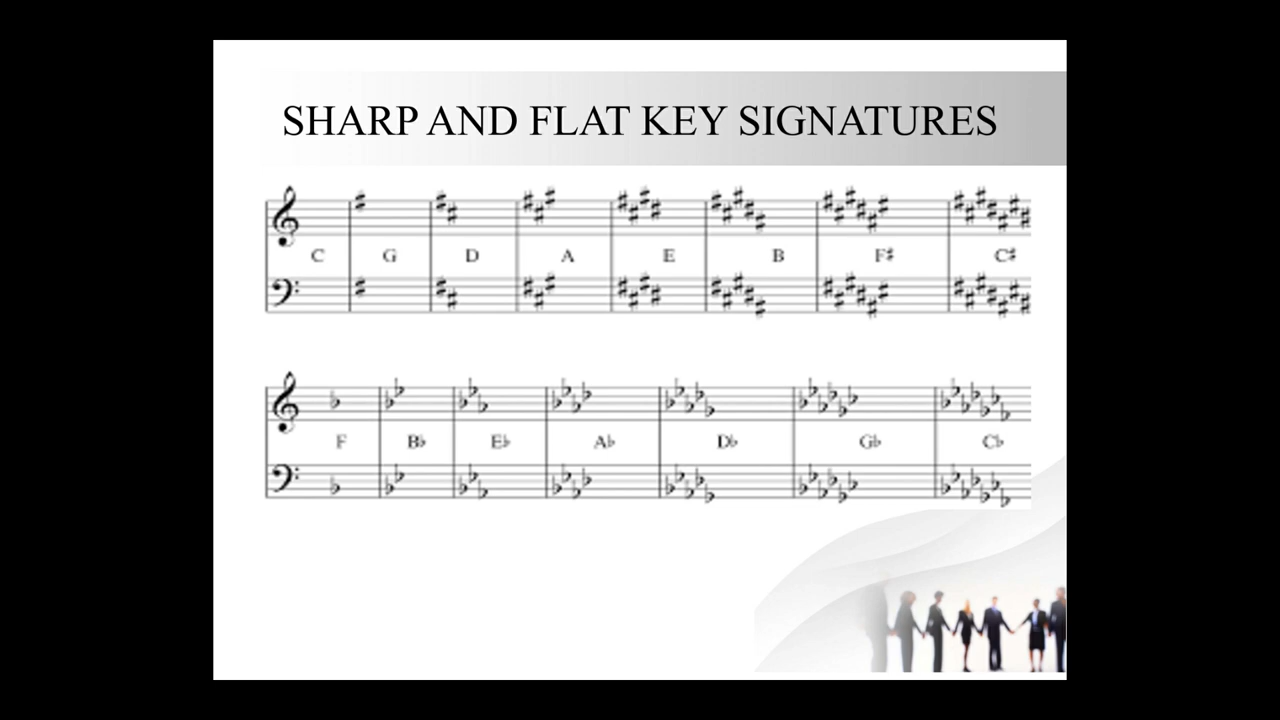 SHARP AND FLAT KEY SIGNATURES
C G D A E B F♯ C♯
F B♭ E♭ A♭ D♭ G♭ C♭